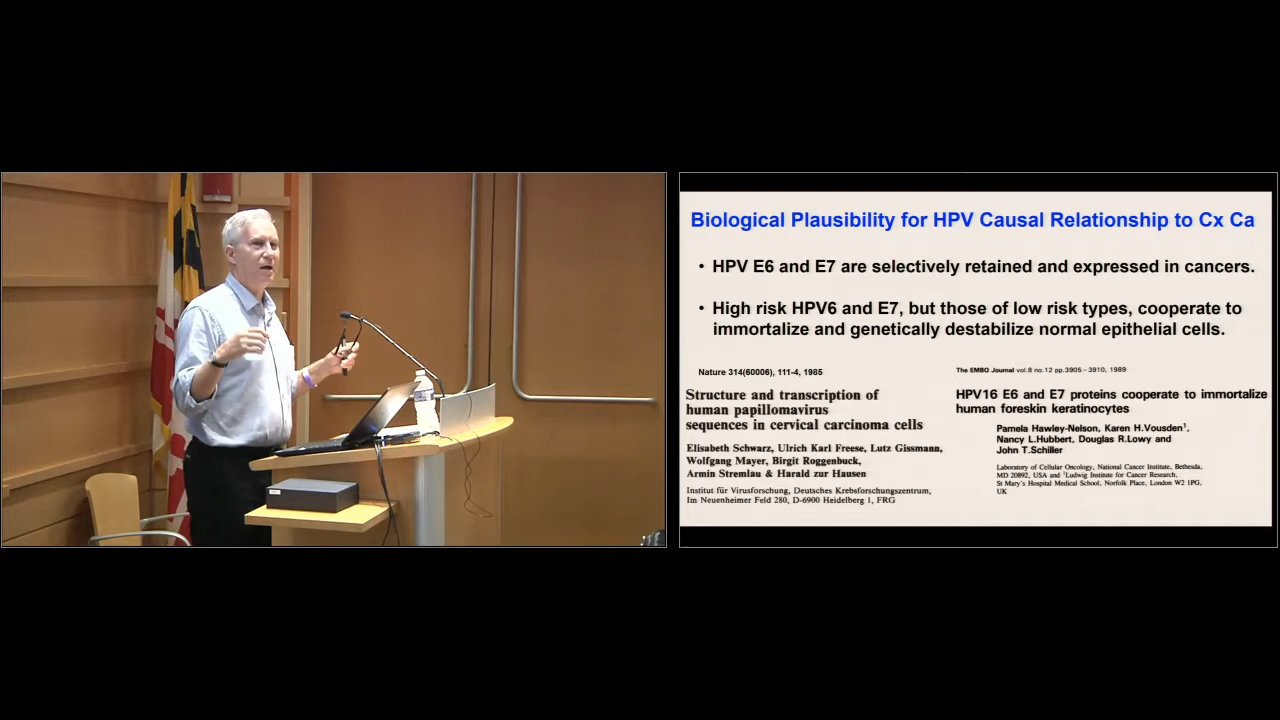 Biological Plausibility for HPV Causal Relationship to Cx Ca
• HPV E6 and E7 are selectively retained and expressed in cancers.
• High risk HPV6 and E7, but those of low risk types, cooperate to
immortalize and genetically destabilize normal epithelial cells.
Nature 314(60006), 111-4, 1985
Structure and transcription of
human papillomavirus
sequences in cervical carcinoma cells
Elisabeth Schwarz, Ulrich Karl Freese, Lutz Gissmann,
Wolfgang Mayer, Birgit Roggenbuck,
Armin Stremlau & Harald zur Hausen
Institut für Virusforschung, Deutsches Krebsforschungszentrum,
Im Neuenheimer Feld 280, D-6900 Heidelberg 1, FRG
The EMBO Journal vol.8 no.12 pp.3905–3910, 1989
HPV16 E6 and E7 proteins cooperate to immortalize
human foreskin keratinocytes
Pamela Hawley-Nelson, Karen H.Vousden¹,
Nancy L.Hubbert, Douglas R.Lowy and
John T.Schiller
Laboratory of Cellular Oncology, National Cancer Institute, Bethesda,
MD 20892, USA and ¹Ludwig Institute for Cancer Research,
St Mary's Hospital Medical School, Norfolk Place, London W2 1PG,
UK